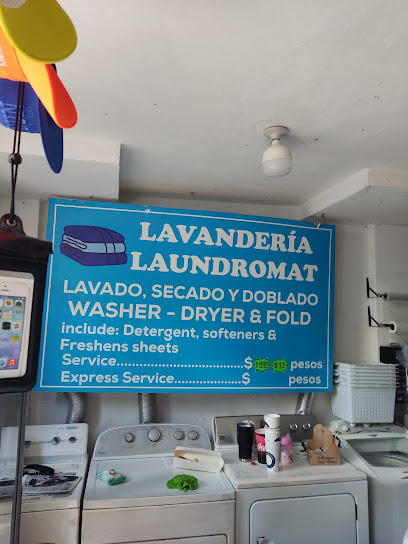 LAVANDERÍA
LAUNDROMAT
LAVADO, SECADO Y DOBLADO
WASHER - DRYER & FOLD
include: Detergent, softeners &
Freshens sheets
Service.................................$ pesos
Express Service..................$ pesos